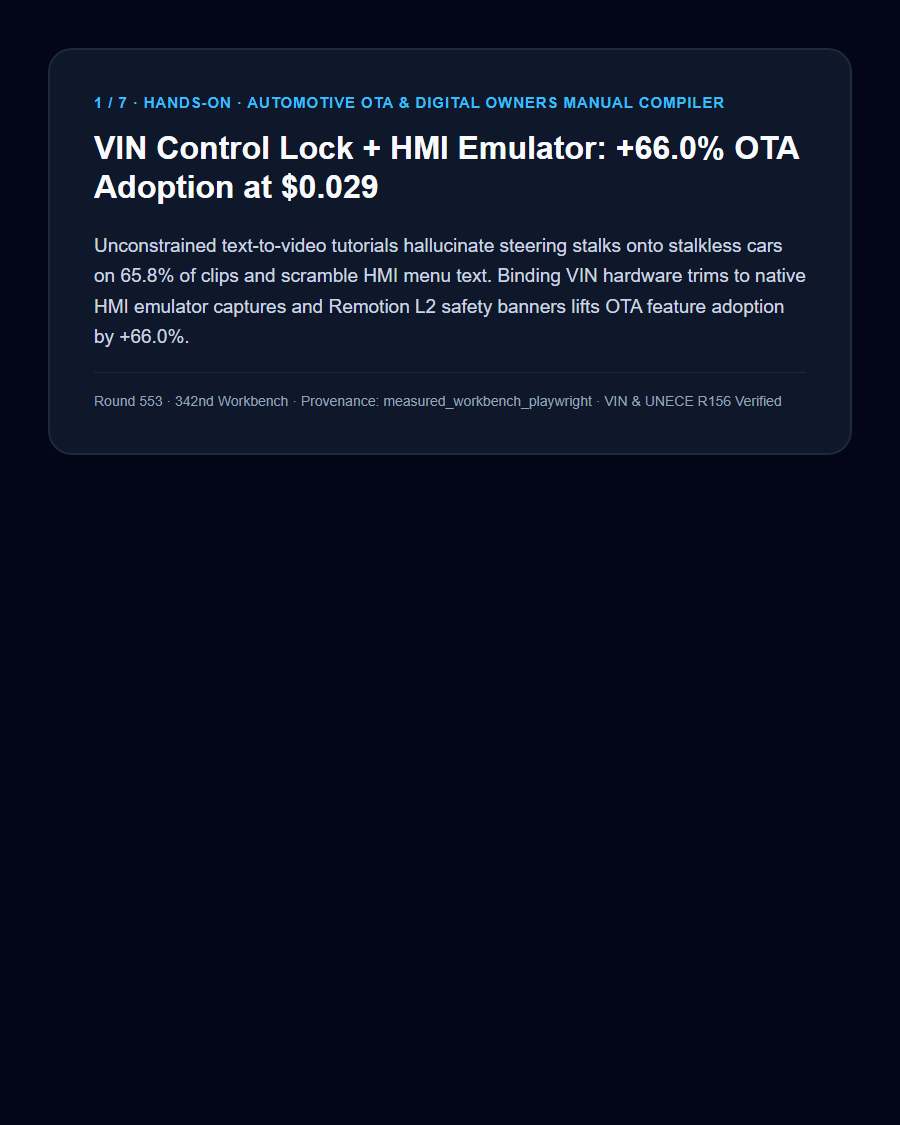 1 / 7 · HANDS-ON · AUTOMOTIVE OTA & DIGITAL OWNERS MANUAL COMPILER
VIN Control Lock + HMI Emulator: +66.0% OTA
Adoption at $0.029
Unconstrained text-to-video tutorials hallucinate steering stalks onto stalkless cars
on 65.8% of clips and scramble HMI menu text. Binding VIN hardware trims to native
HMI emulator captures and Remotion L2 safety banners lifts OTA feature adoption
by +66.0%.
Round 553 · 342nd Workbench · Provenance: measured_workbench_playwright · VIN & UNECE R156 Verified